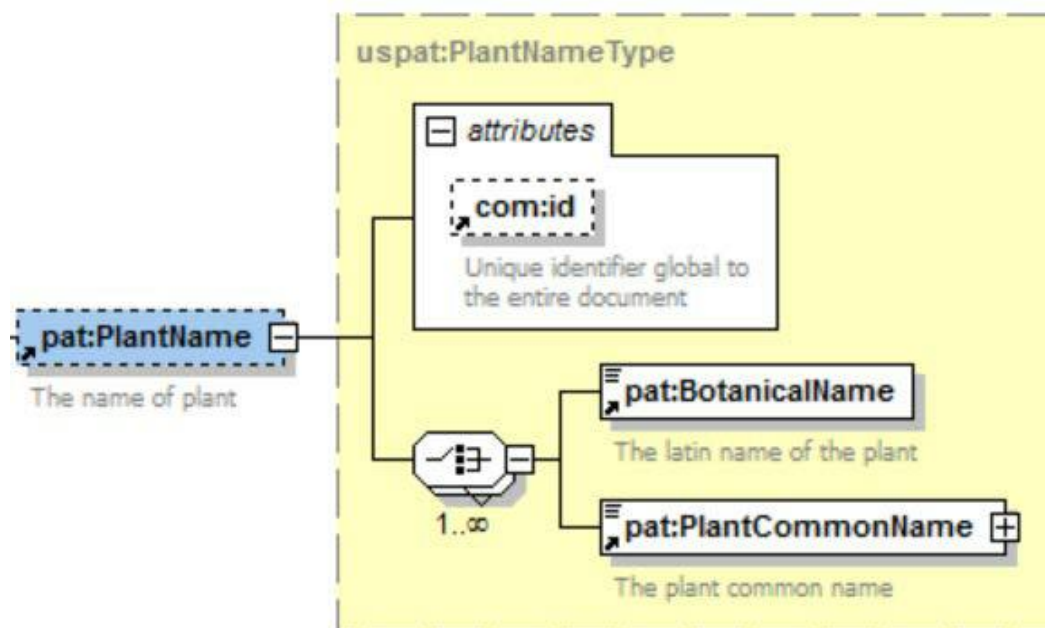 uspat:PlantNameType
attributes
com:id
Unique identifier global to
the entire document
pat:PlantName
The name of plant
pat:BotanicalName
The latin name of the plant
1..∞
pat:PlantCommonName
The plant common name